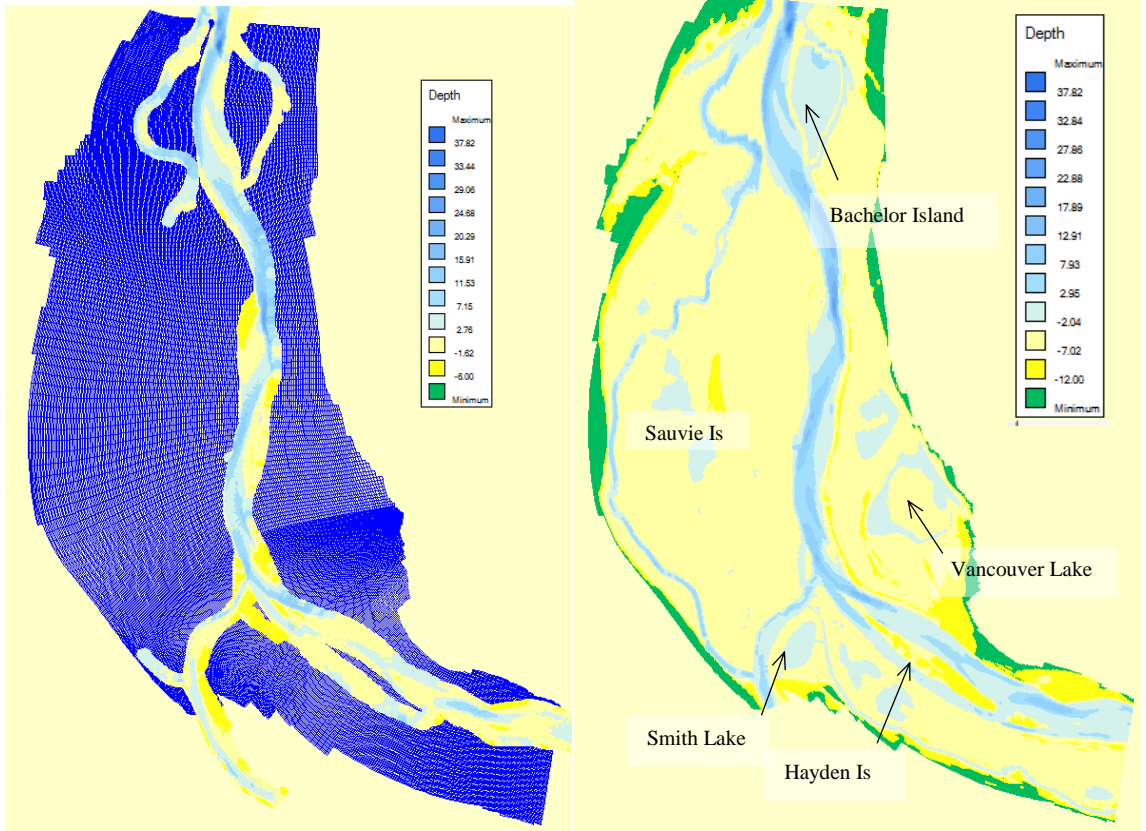 Depth
Maximum
37.82
33.44
29.06
24.68
20.29
15.91
11.53
7.15
2.76
-1.62
-6.00
Minimum
Depth
Maximum
37.82
32.84
27.86
22.88
17.89
12.91
7.93
2.95
-2.04
-7.02
-12.00
Minimum
Bachelor Island
Sauvie Is
Vancouver Lake
Smith Lake
Hayden Is